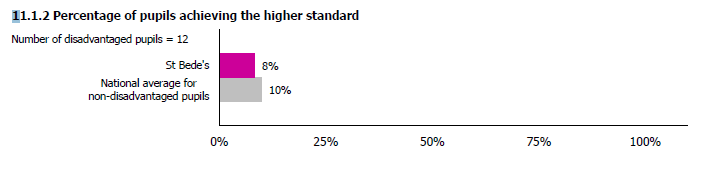 11.1.2 Percentage of pupils achieving the higher standard
Number of disadvantaged pupils = 12
St Bede's
8%
National average for
non-disadvantaged pupils
10%
0%
25%
50%
75%
100%